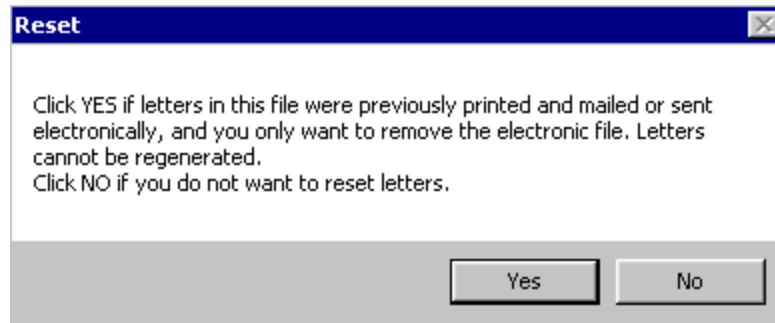 Reset
Click YES if letters in this file were previously printed and mailed or sent
electronically, and you only want to remove the electronic file. Letters
cannot be regenerated.
Click NO if you do not want to reset letters.
Yes
No